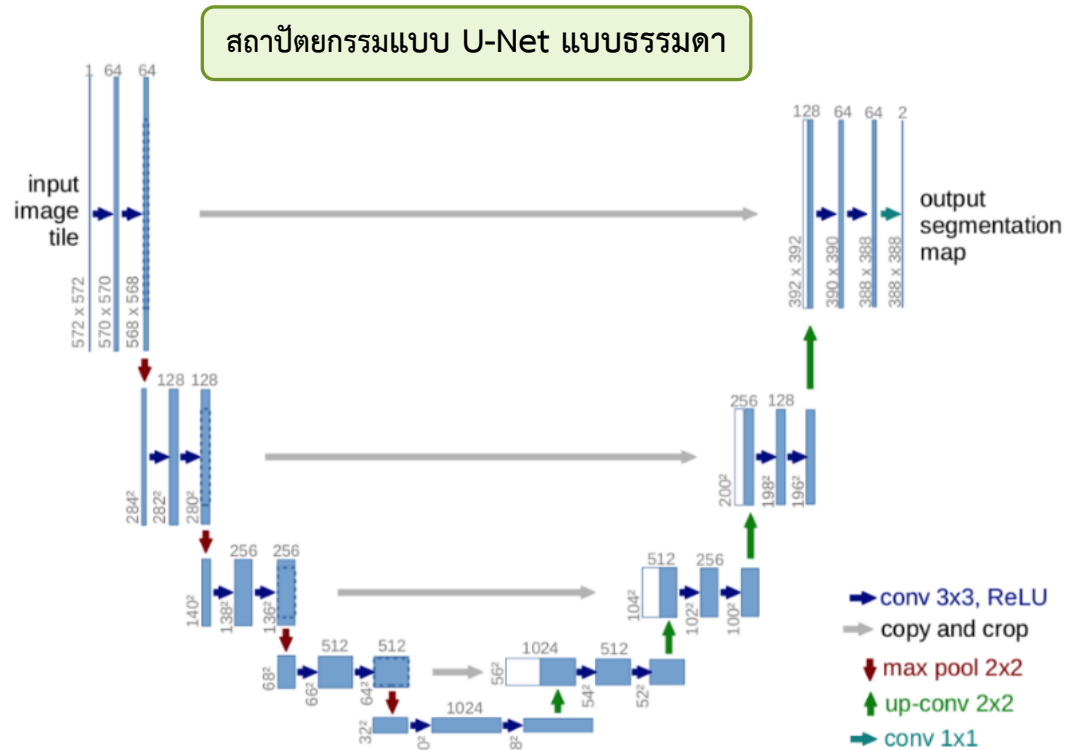 สถาปัตยกรรมแบบ U-Net แบบธรรมดา
1 64 64
128 64 64 2
input
image
tile
output
segmentation
map
572 x 572
570 x 570
568 x 568
392 x 392
390 x 390
388 x 388
388 x 388
128 128
256 128
284²
282²
280²
200²
198²
196²
256 256
512 256
140²
138²
136²
104²
102²
100²
512 512
1024 512
68²
66²
64²
56²
54²
52²
1024
32²
0²
8²
conv 3x3, ReLU
copy and crop
max pool 2x2
up-conv 2x2
conv 1x1